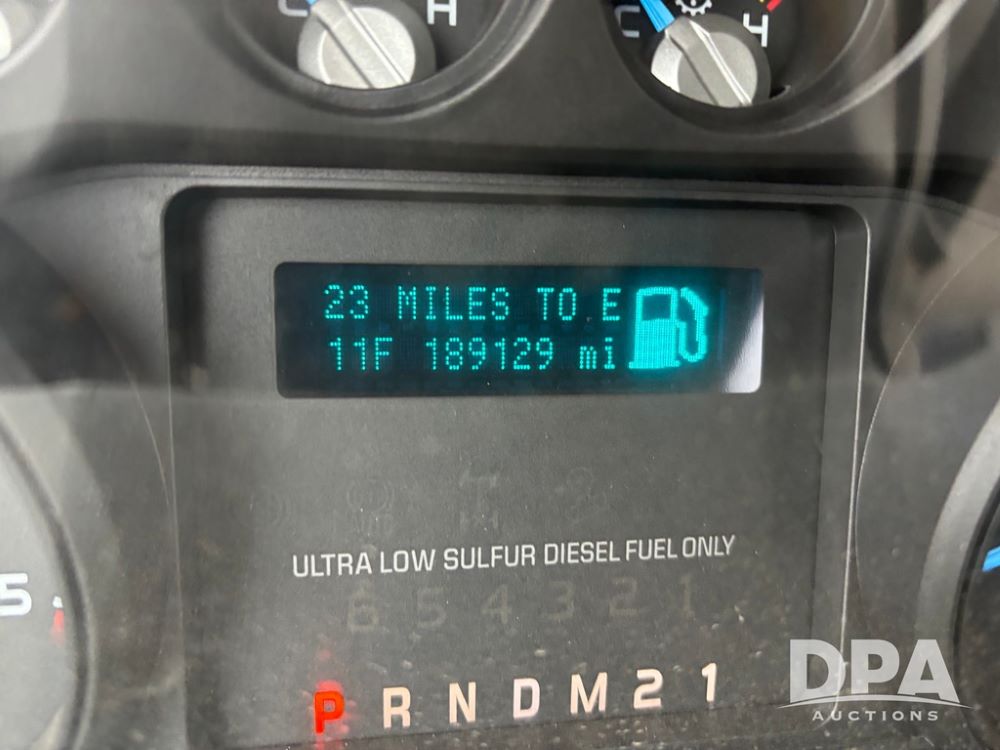 C H
C H
23 MILES TO E
11F 189129 mi
ULTRA LOW SULFUR DIESEL FUEL ONLY
6 5 4 3 2 1
5
P R N D M 2 1
DPA
AUCTIONS